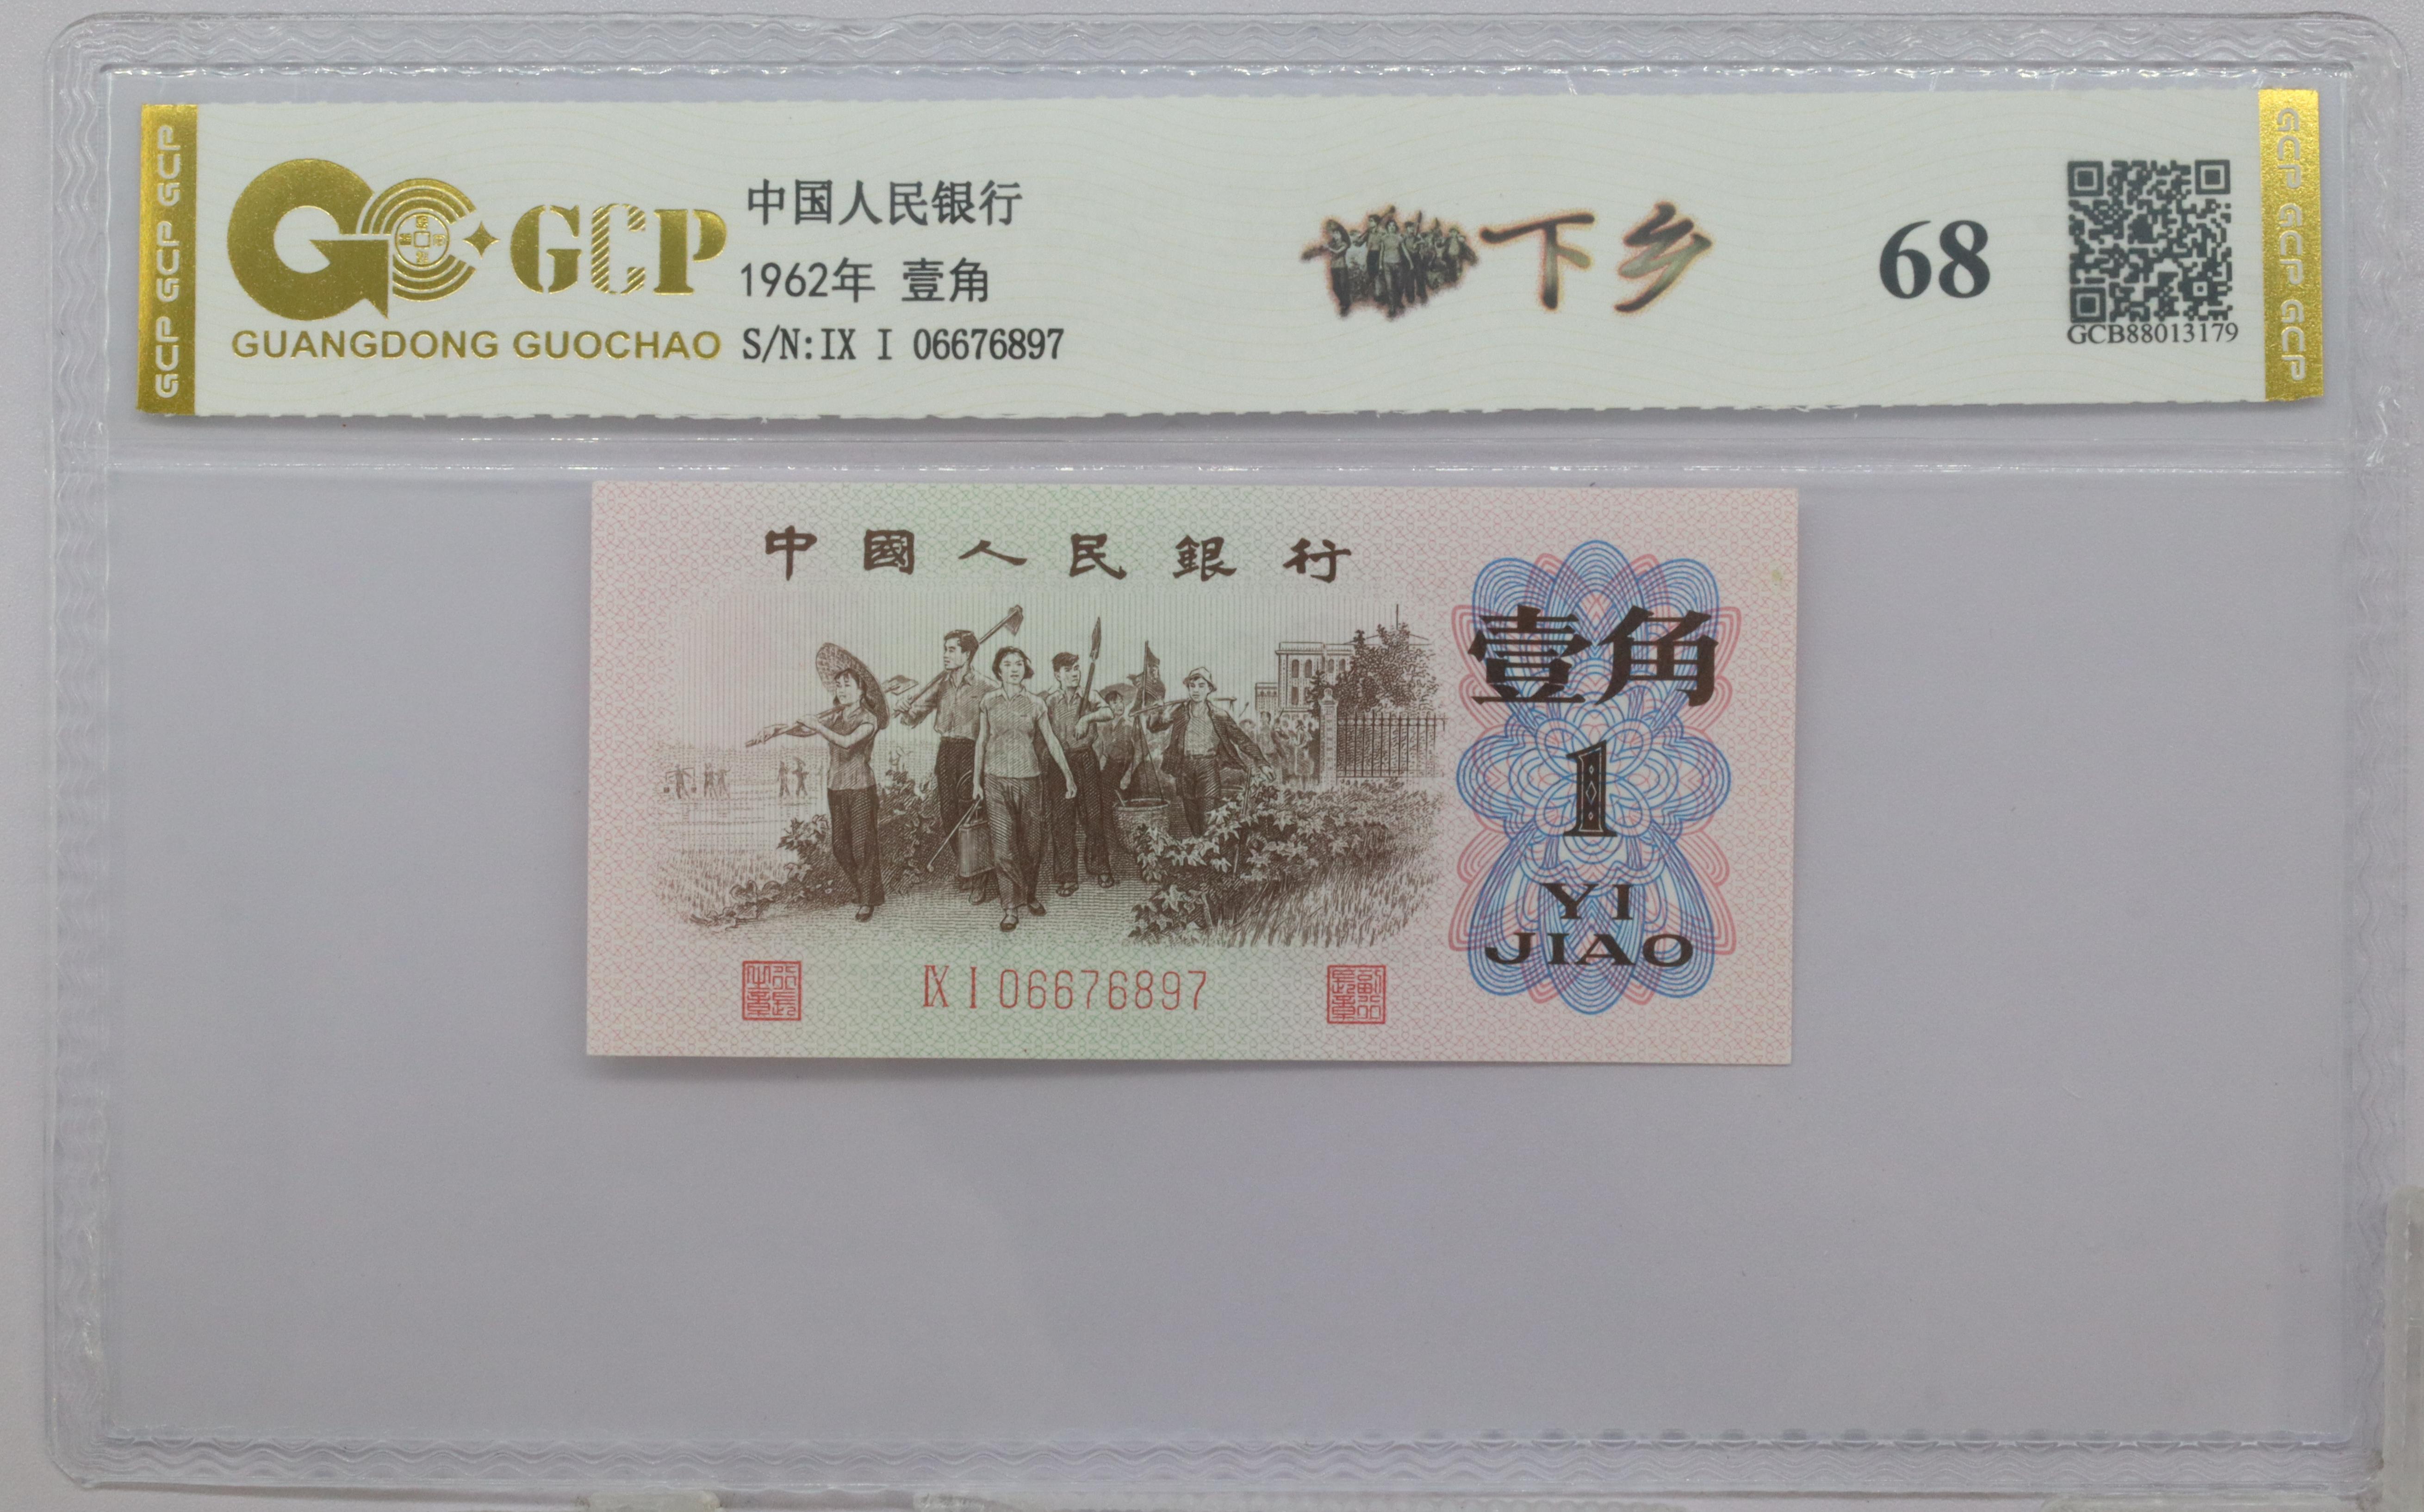 GCP GCP GCP
GCP
GUANGDONG GUOCHAO
中国人民银行
1962年 壹角
S/N:IX I 06676897
下乡
68
GCB88013179
GCP GCP GCP
中國人民銀行
壹角
1
YI
JIAO
IX I 06676897